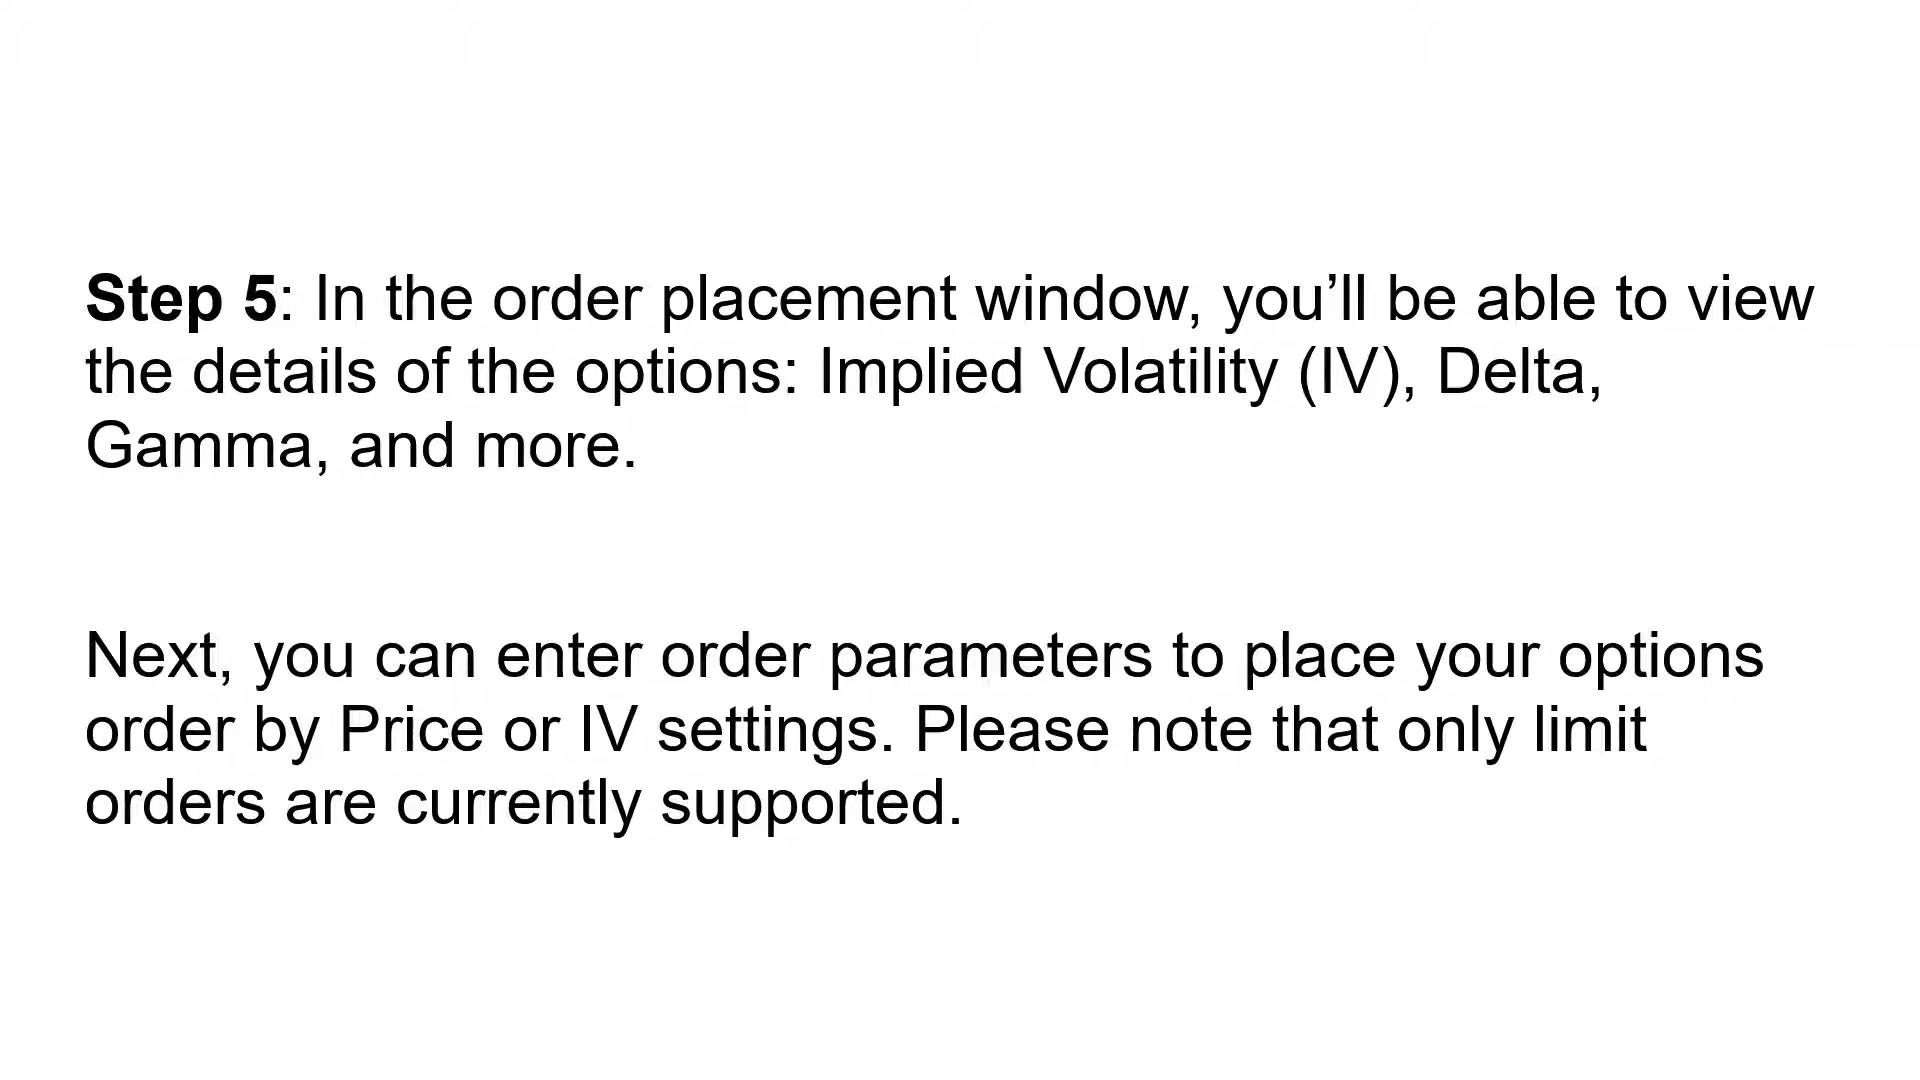 Step 5: In the order placement window, you’ll be able to view
the details of the options: Implied Volatility (IV), Delta,
Gamma, and more.
Next, you can enter order parameters to place your options
order by Price or IV settings. Please note that only limit
orders are currently supported.